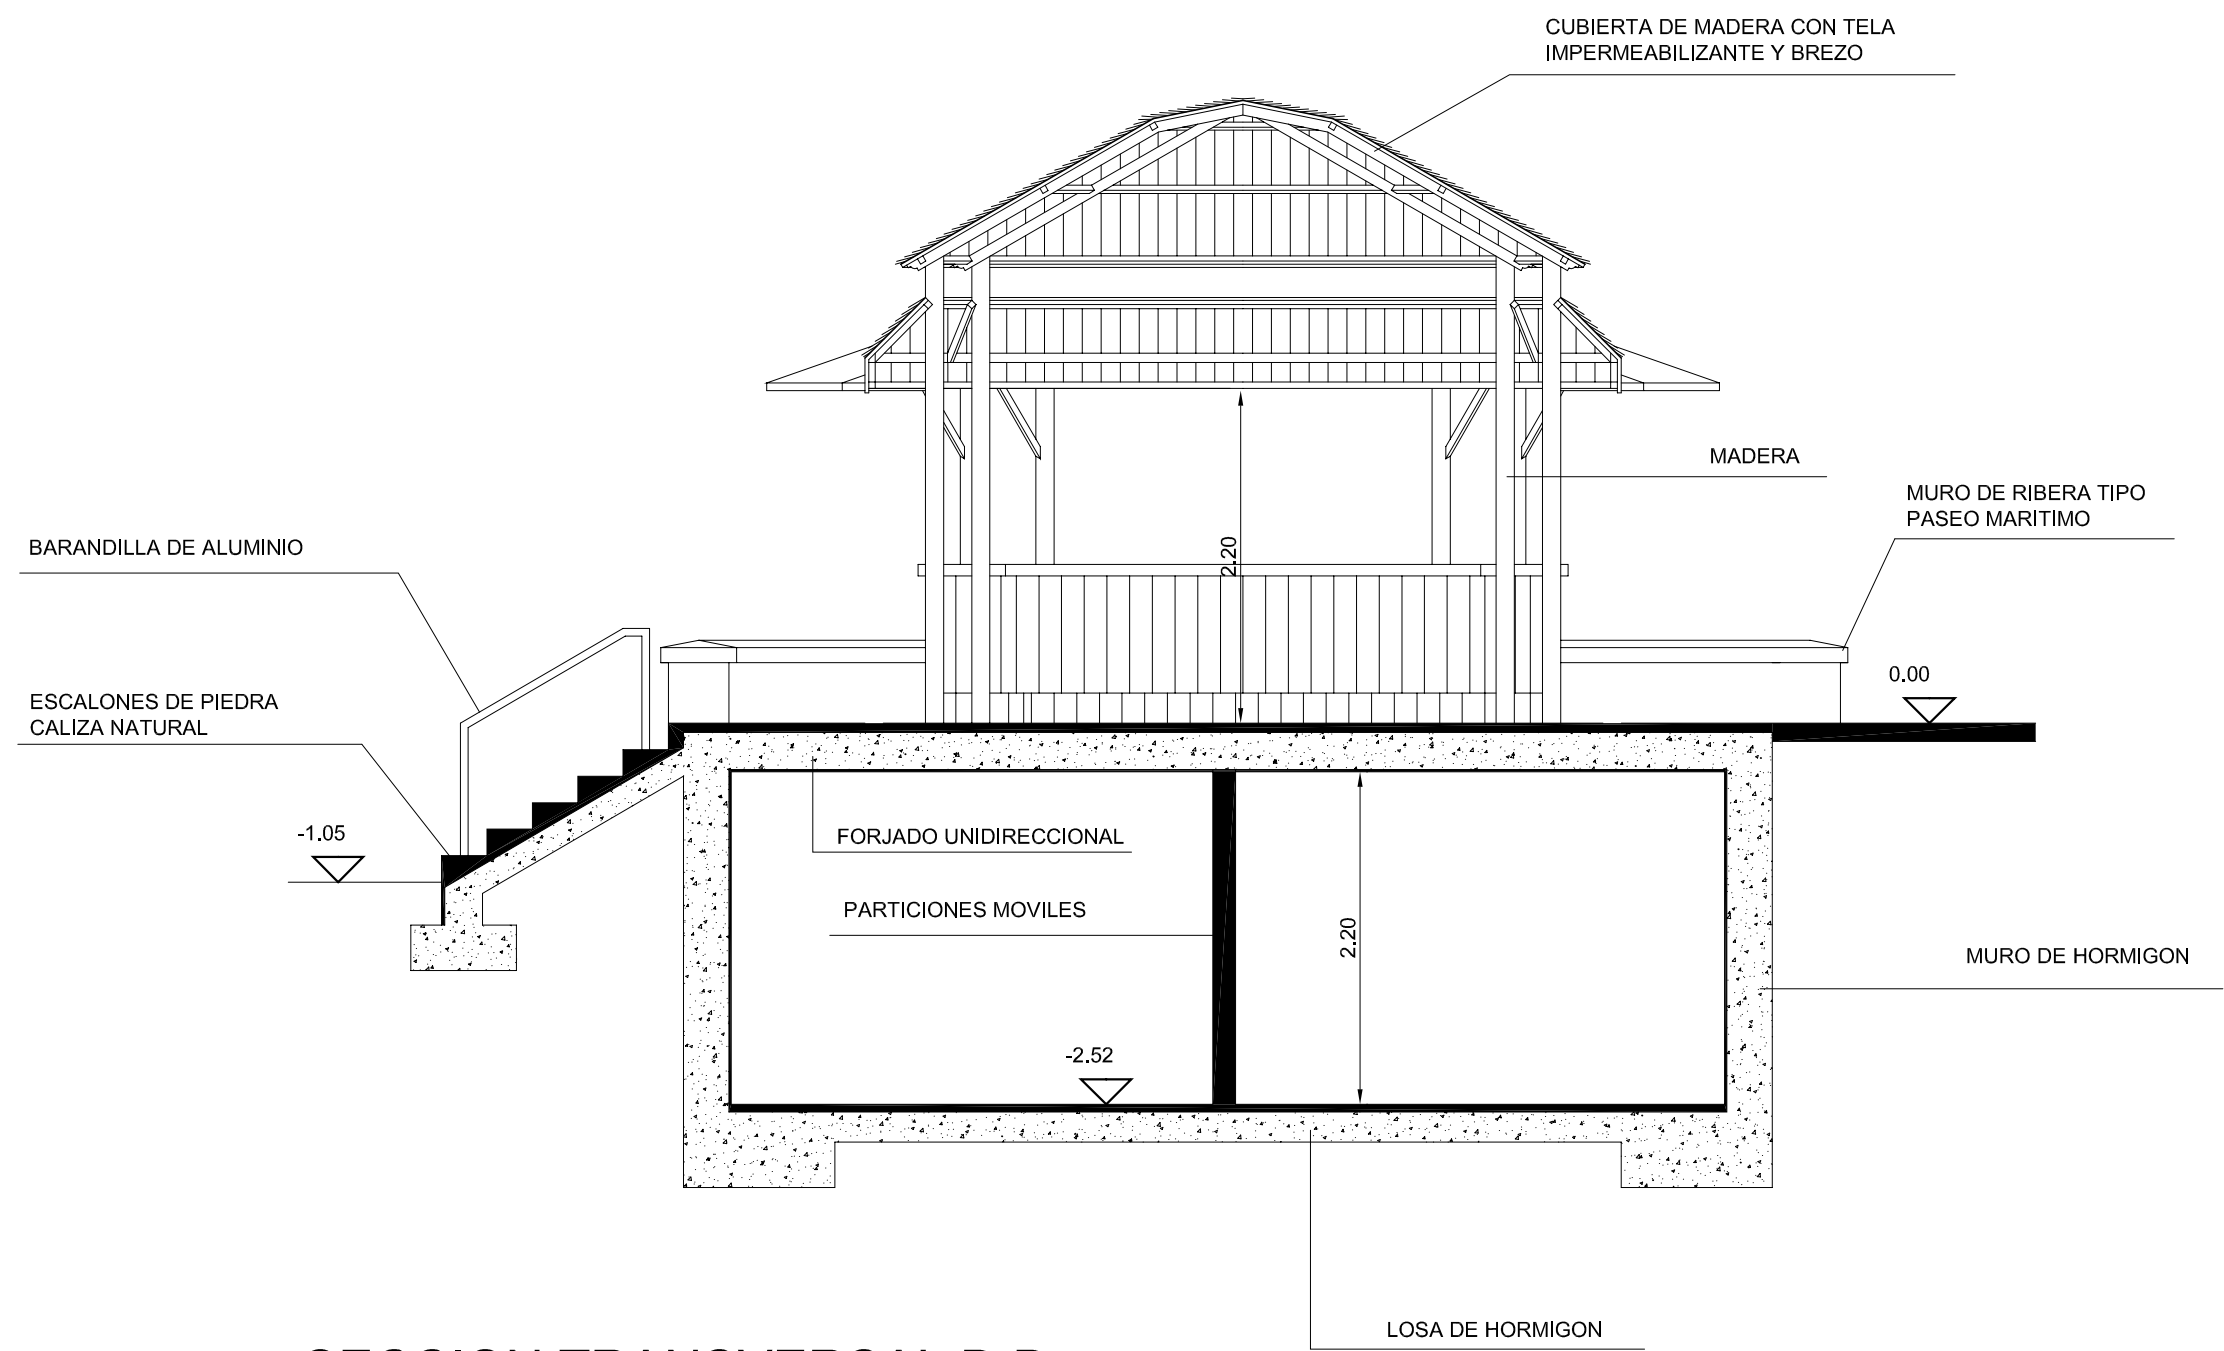 CUBIERTA DE MADERA CON TELA
IMPERMEABILIZANTE Y BREZO
MADERA
MURO DE RIBERA TIPO
PASEO MARITIMO
2.20
BARANDILLA DE ALUMINIO
0.00
ESCALONES DE PIEDRA
CALIZA NATURAL
-1.05
FORJADO UNIDIRECCIONAL
PARTICIONES MOVILES
2.20
MURO DE HORMIGON
-2.52
LOSA DE HORMIGON
SECCION TRANSVERSAL